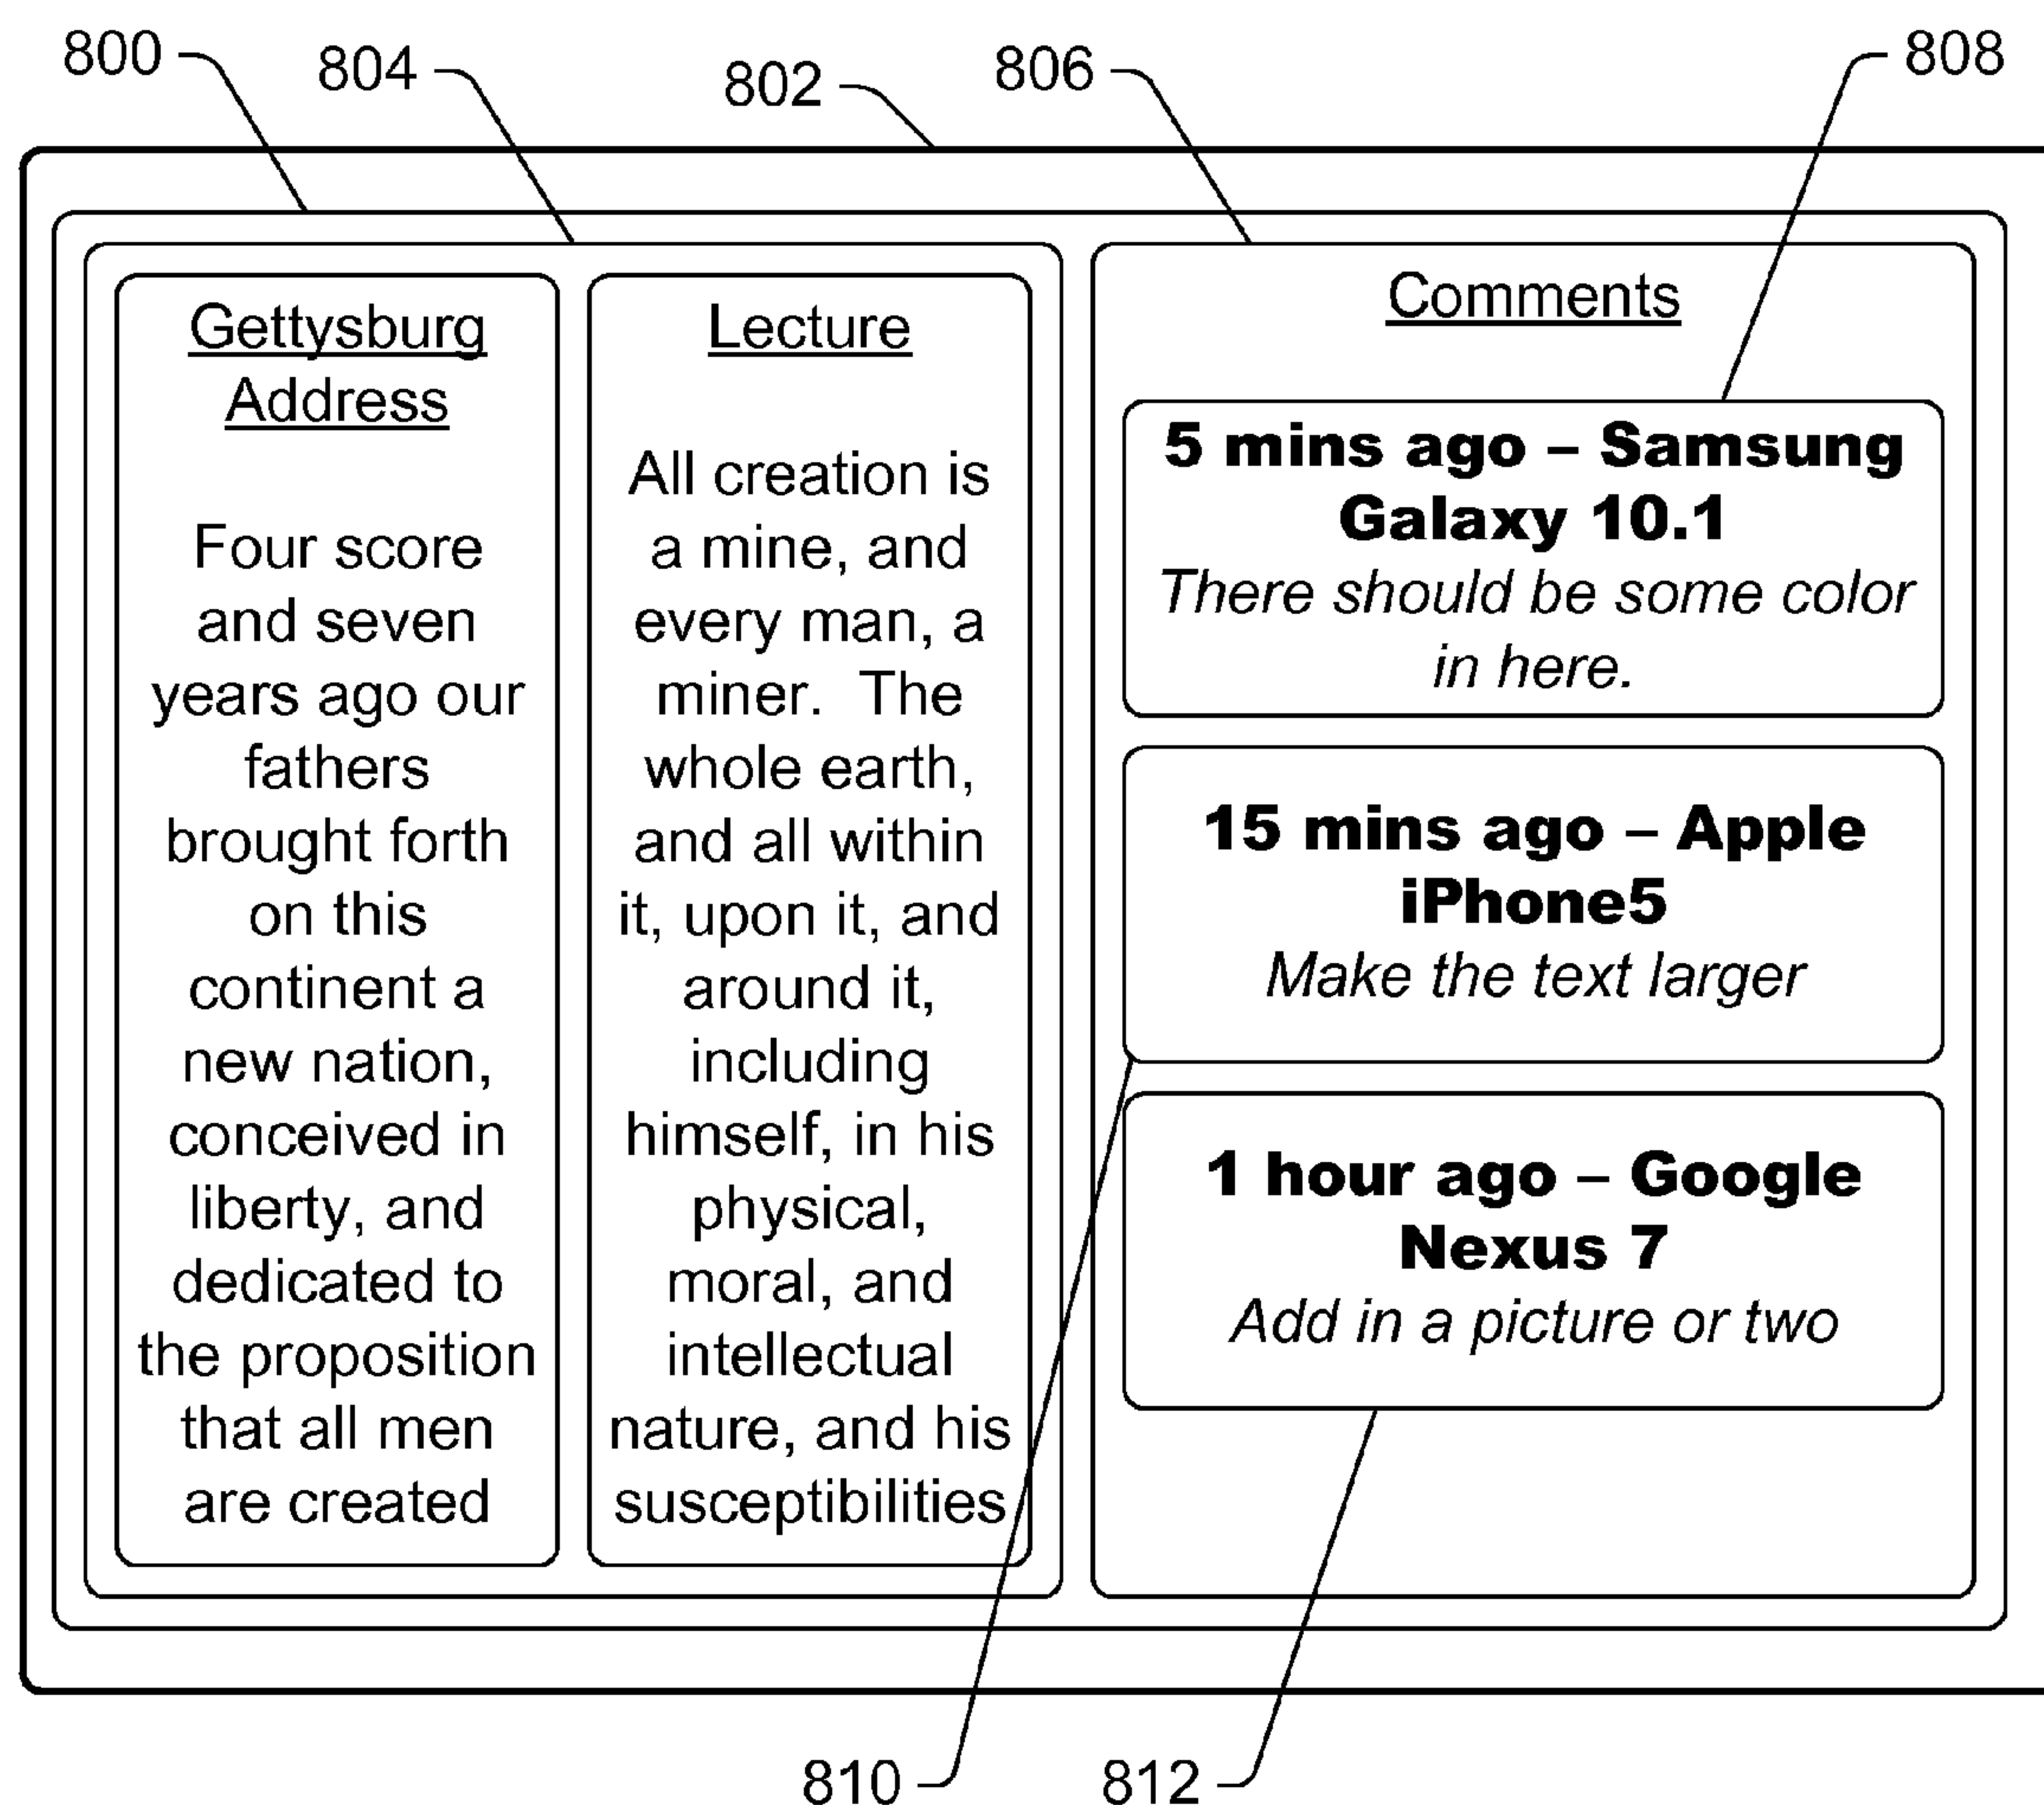 800
804
802
806
808
Gettysburg
Address
Four score
and seven
years ago our
fathers
brought forth
on this
continent a
new nation,
conceived in
liberty, and
dedicated to
the proposition
that all men
are created
Lecture
All creation is
a mine, and
every man, a
miner.  The
whole earth,
and all within
it, upon it, and
around it,
including
himself, in his
physical,
moral, and
intellectual
nature, and his
susceptibilities
Comments
5 mins ago – Samsung
Galaxy 10.1
There should be some color
in here.
15 mins ago – Apple
iPhone5
Make the text larger
1 hour ago – Google
Nexus 7
Add in a picture or two
810
812